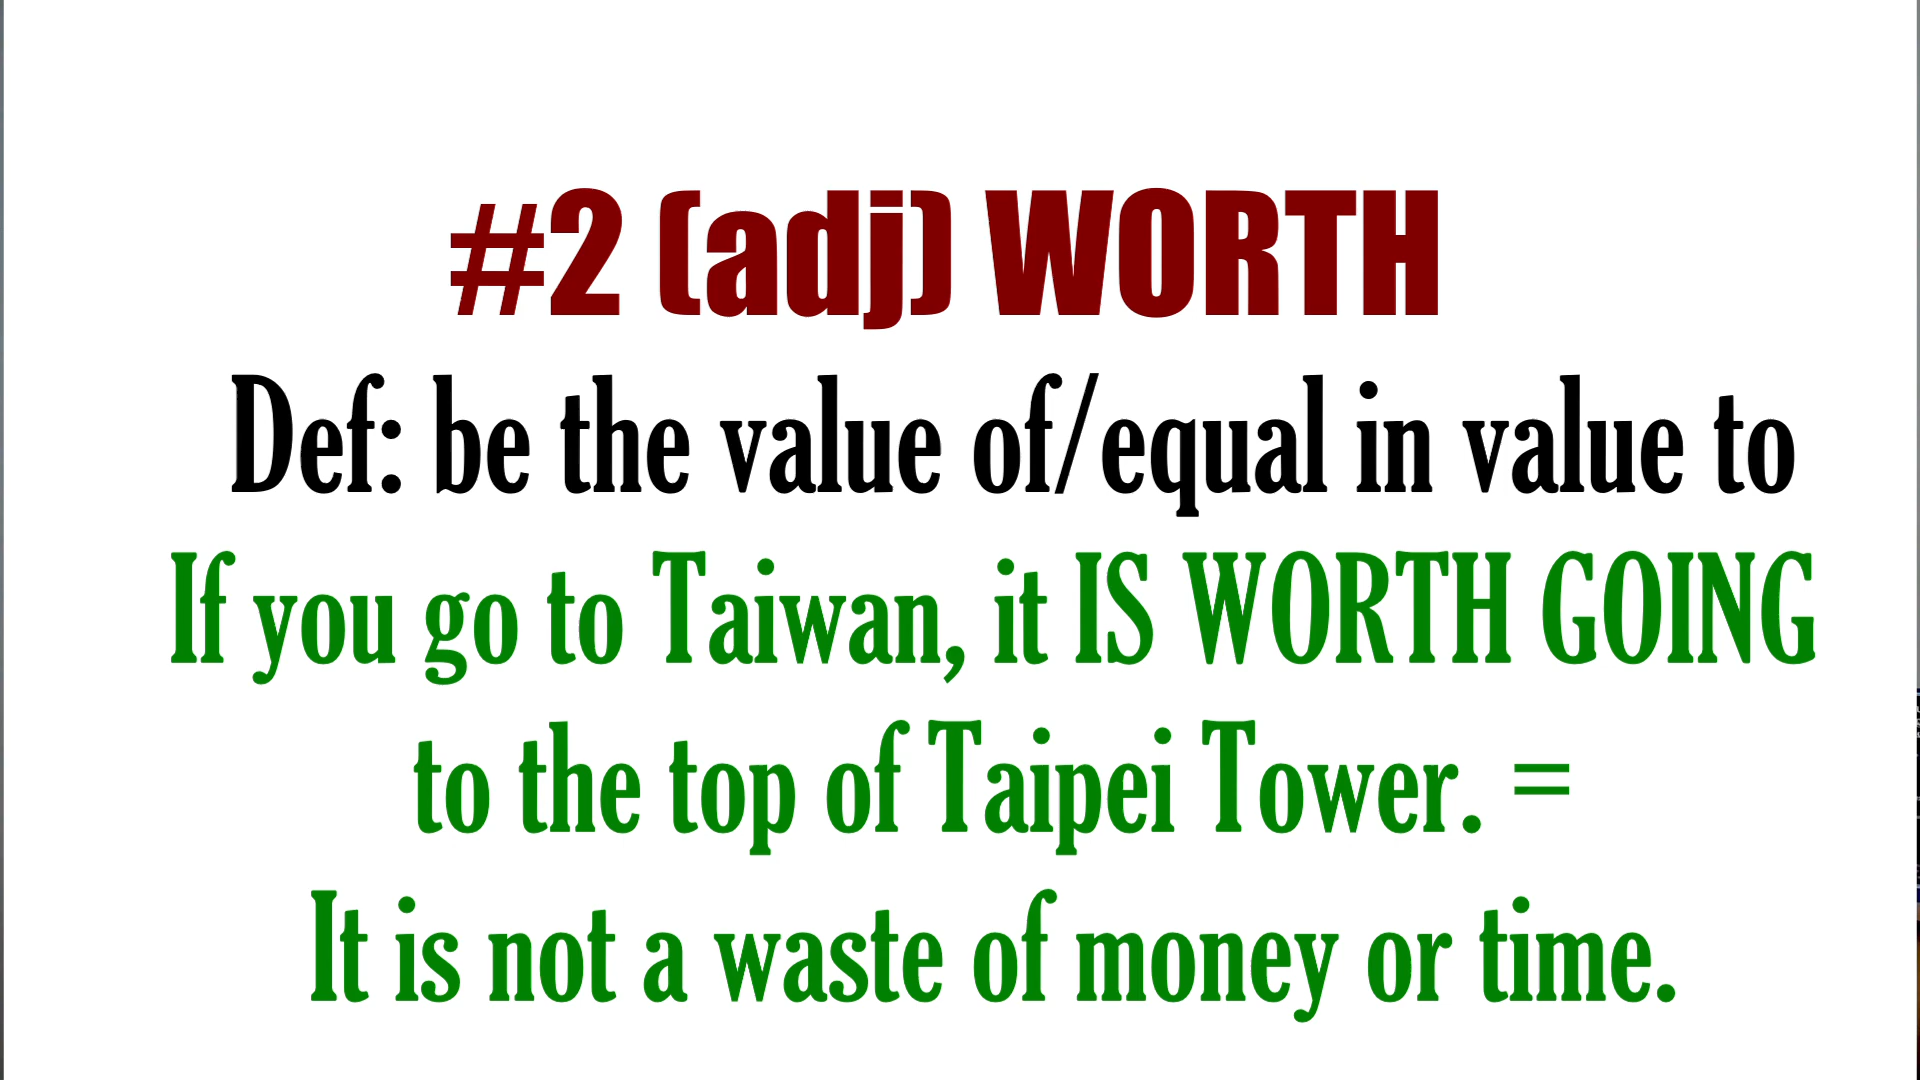 #2 (adj) WORTH
Def: be the value of/equal in value to
If you go to Taiwan, it IS WORTH GOING
to the top of Taipei Tower. =
It is not a waste of money or time.